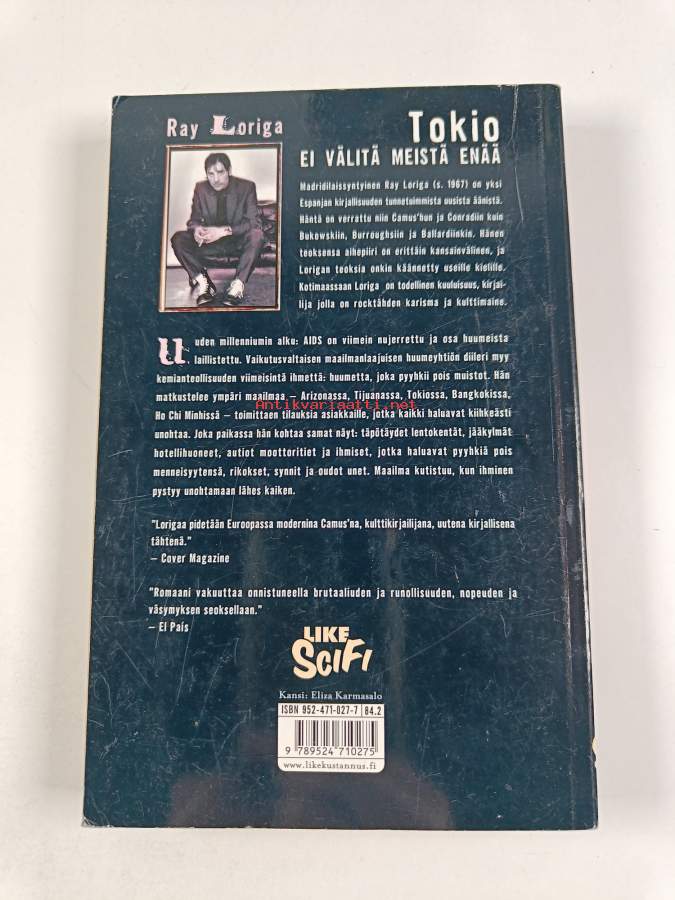 Ray Loriga
Tokio
EI VÄLITÄ MEISTÄ ENÄÄ
Madridilaissyntyinen Ray Loriga (s. 1967) on yksi
Espanjan kirjallisuuden tunnetuimmista uusista äänistä.
Häntä on verrattu niin Camus'hun ja Conradiin kuin
Bukowskiin, Burroughsiin ja Ballardiinkin. Hänen
teoksensa aihepiiri on erittäin kansainvälinen, ja
Lorigan teoksia onkin käännetty useille kielille.
Kotimaassaan Loriga on todellinen kuuluisuus, kirjai-
lija jolla on rocktähden karisma ja kulttimaine.
Uuden millenniumin alku: AIDS on viimein nujerrettu ja osa huumeista
laillistettu. Vaikutusvaltaisen maailmanlaajuisen huumeyhtiön diileri myy
kemianteollisuuden viimeisintä ihmettä: huumetta, joka pyyhkii pois muistot. Hän
matkustelee ympäri maailmaa – Arizonassa, Tijuanassa, Tokiossa, Bangkokissa,
Antikvariaatti.net
Ho Chi Minhissä – toimittaen tilauksia asiakkaille, jotka kaikki haluavat kiihkeästi
unohtaa. Joka paikassa hän kohtaa samat näyt: täpötäydet lentokentät, jääkylmät
hotellihuoneet, autiot moottoritiet ja ihmiset, jotka haluavat pyyhkiä pois
menneisyytensä, rikokset, synnit ja oudot unet. Maailma kutistuu, kun ihminen
pystyy unohtamaan lähes kaiken.
"Lorigaa pidetään Euroopassa modernina Camus'na, kulttikirjailijana, uutena kirjallisena
tähtenä."
– Cover Magazine
"Romaani vakuuttaa onnistuneella brutaaliuden ja runollisuuden, nopeuden ja
väsymyksen seoksellaan."
– El País
LIKE
SCIFI
Kansi: Eliza Karmasalo
ISBN 952-471-027-7 84.2
9 789524 710275
www.likekustannus.fi